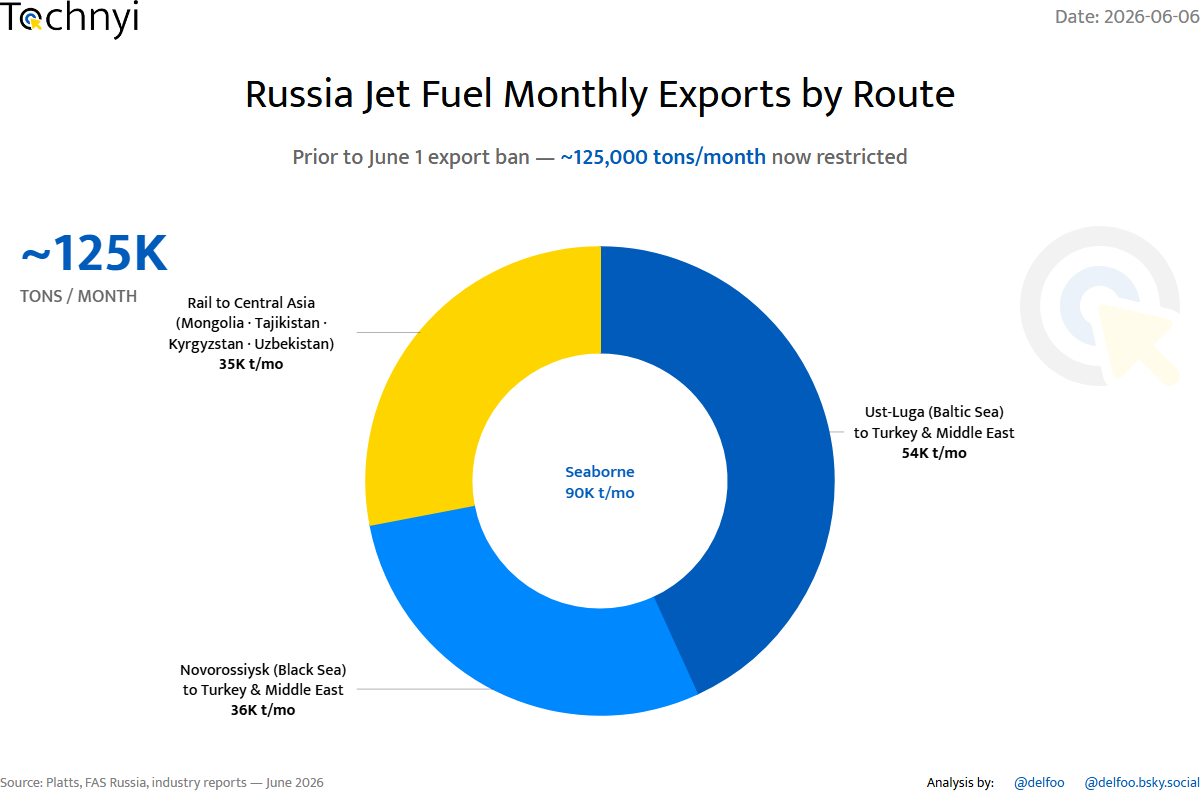 Tochnyi
Date: 2026-06-06
Russia Jet Fuel Monthly Exports by Route
Prior to June 1 export ban — ~125,000 tons/month now restricted
~125K
TONS / MONTH
Rail to Central Asia
(Mongolia · Tajikistan ·
Kyrgyzstan · Uzbekistan)
35K t/mo
Ust-Luga (Baltic Sea)
to Turkey & Middle East
54K t/mo
Seaborne
90K t/mo
Novorossiysk (Black Sea)
to Turkey & Middle East
36K t/mo
Source: Platts, FAS Russia, industry reports — June 2026
Analysis by: @delfoo @delfoo.bsky.social